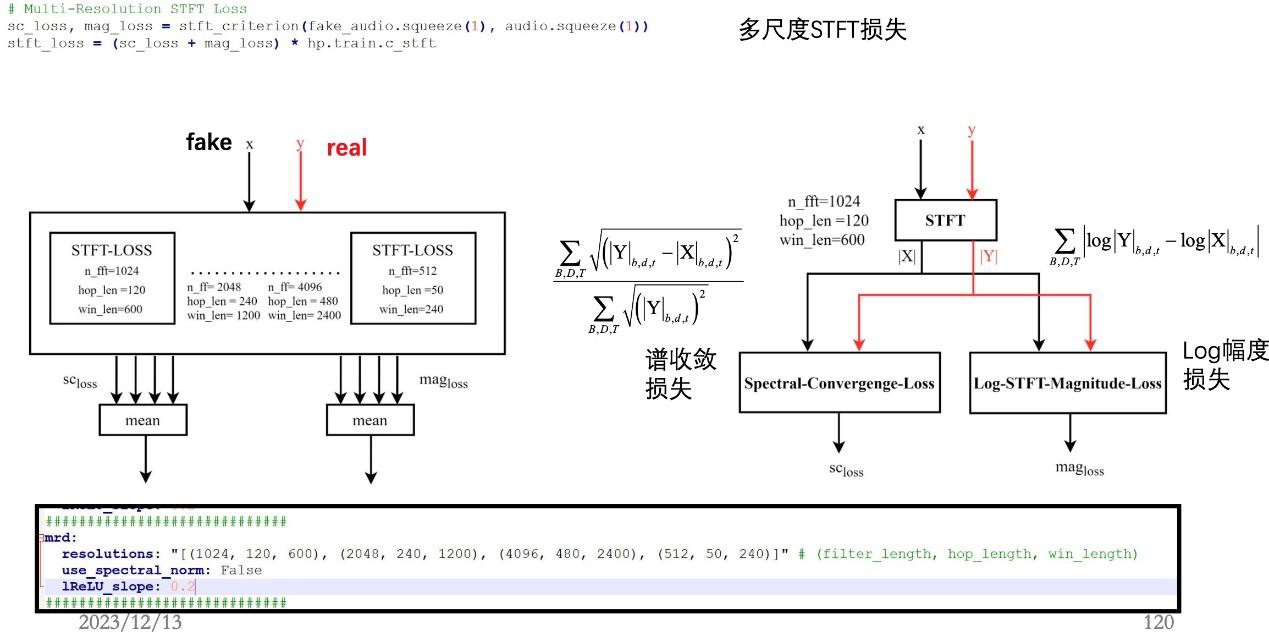 # Multi-Resolution STFT Loss
sc_loss, mag_loss = stft_criterion(fake_audio.squeeze(1), audio.squeeze(1))
stft_loss = (sc_loss + mag_loss) * hp.train.c_stft
多尺度STFT损失
fake x y real
STFT-LOSS
n_fft=1024
hop_len =120
win_len=600
.....................
n_fft= 2048
hop_len = 240
win_len= 1200
n_fft= 4096
hop_len = 480
win_len= 2400
STFT-LOSS
n_fft=512
hop_len =50
win_len=240
sc_loss
mag_loss
mean
mean
∑_{B,D,T} √((|Y|_{b,d,t} − |X|_{b,d,t})^2)
∑_{B,D,T} √((|Y|_{b,d,t})^2)
谱收敛
损失
x y
n_fft=1024
hop_len =120
win_len=600
STFT
|X| |Y|
∑_{B,D,T} |log|Y|_{b,d,t} − log|X|_{b,d,t}|
Spectral-Convergenge-Loss
Log-STFT-Magnitude-Loss
Log幅度
损失
sc_loss
mag_loss
#############################
mrd:
resolutions: "[(1024, 120, 600), (2048, 240, 1200), (4096, 480, 2400), (512, 50, 240)]" # (filter_length, hop_length, win_length)
use_spectral_norm: False
lReLU_slope: 0.2
#############################
2023/12/13
120